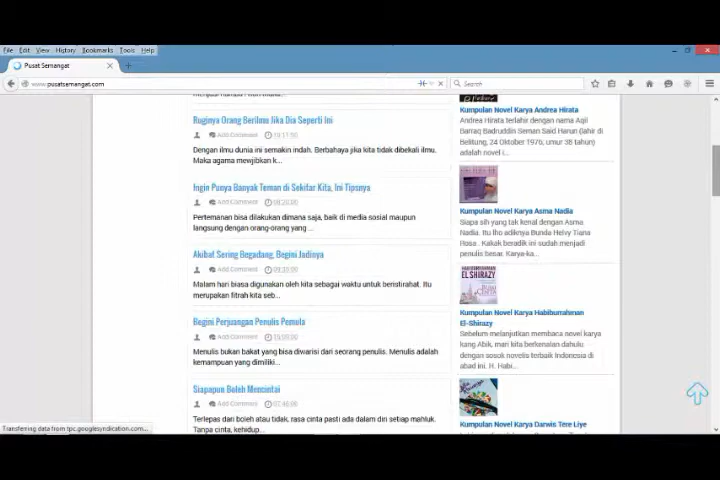 File Edit View History Bookmarks Tools Help
Pusat Semangat
www.pusatsemangat.com
Search
Ruginya Orang Berilmu Jika Dia Seperti Ini
Add Comment
Dengan ilmu dunia ini semakin indah. Berbahaya jika kita tidak dibekali ilmu.
Maka agama mewjibkan k...
Ingin Punya Banyak Teman di Sekitar Kita, Ini Tipsnya
Add Comment
Pertemanan bisa dilakukan dimana saja, baik di media sosial maupun
langsung dengan orang-orang yang ...
Akibat Sering Begadang, Begini Jadinya
Add Comment
Malam hari biasa digunakan oleh kita sebagai waktu untuk beristirahat. Itu
merupakan fitrah kita seb...
Begini Perjuangan Penulis Pemula
Add Comment
Menulis bukan bakat yang bisa diwarisi dari seorang penulis. Menulis adalah
kemampuan yang dimiliki...
Siapapun Boleh Mencintai
Add Comment
07:46:00
Terlepas dari boleh atau tidak, rasa cinta pasti ada dalam diri setiap mahluk.
Tanpa cinta, kehidup...
Kumpulan Novel Karya Andrea Hirata
Andrea Hirata terlahir dengan nama Aqil
Barraq Badruddin Seman Said Harun (lahir di
Belitung, 24 Oktober 1976, umur 38 tahun)
adalah novel i...
Kumpulan Novel Karya Asma Nadia
Siapa sih yang tak kenal dengan Asma
Nadia. Itu lho adiknya Bunda Helvy Tiana
Rosa . Kakak beradik ini sudah menjadi
penulis besar. Karya-ka...
EL SHIRAZY
Kumpulan Novel Karya Habiburrahman
El-Shirazy
Sebelum melanjutkan membaca novel karya
kang Abik, mari kita berkenalan dahulu
dengan sosok novelis terbaik Indonesia di
abad ini. H. Habi...
Kumpulan Novel Karya Darwis Tere Liye
Transferring data from tpc.googlesyndication.com...